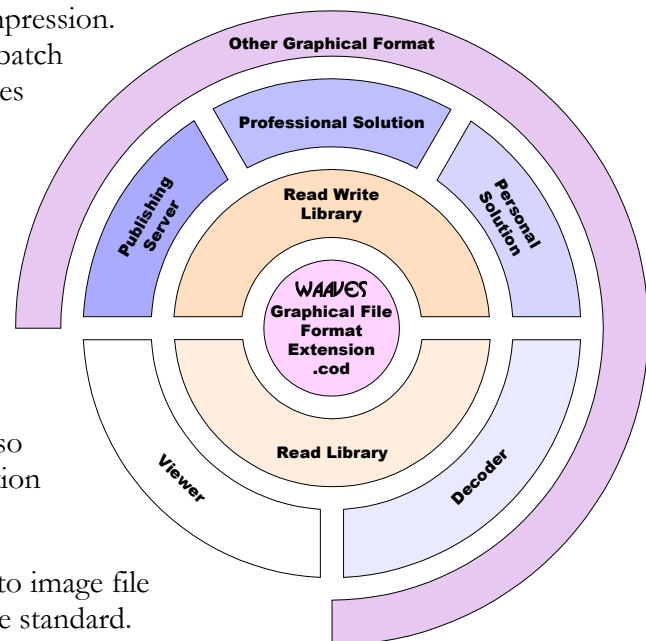 npression.
batch
es
so
tion
to image file
e standard.
Other Graphical Format
Professional Solution
Publishing
Server
Personal
Solution
Read Write
Library
WAAVES
Graphical File
Format
Extension
.cod
Read Library
Viewer
Decoder